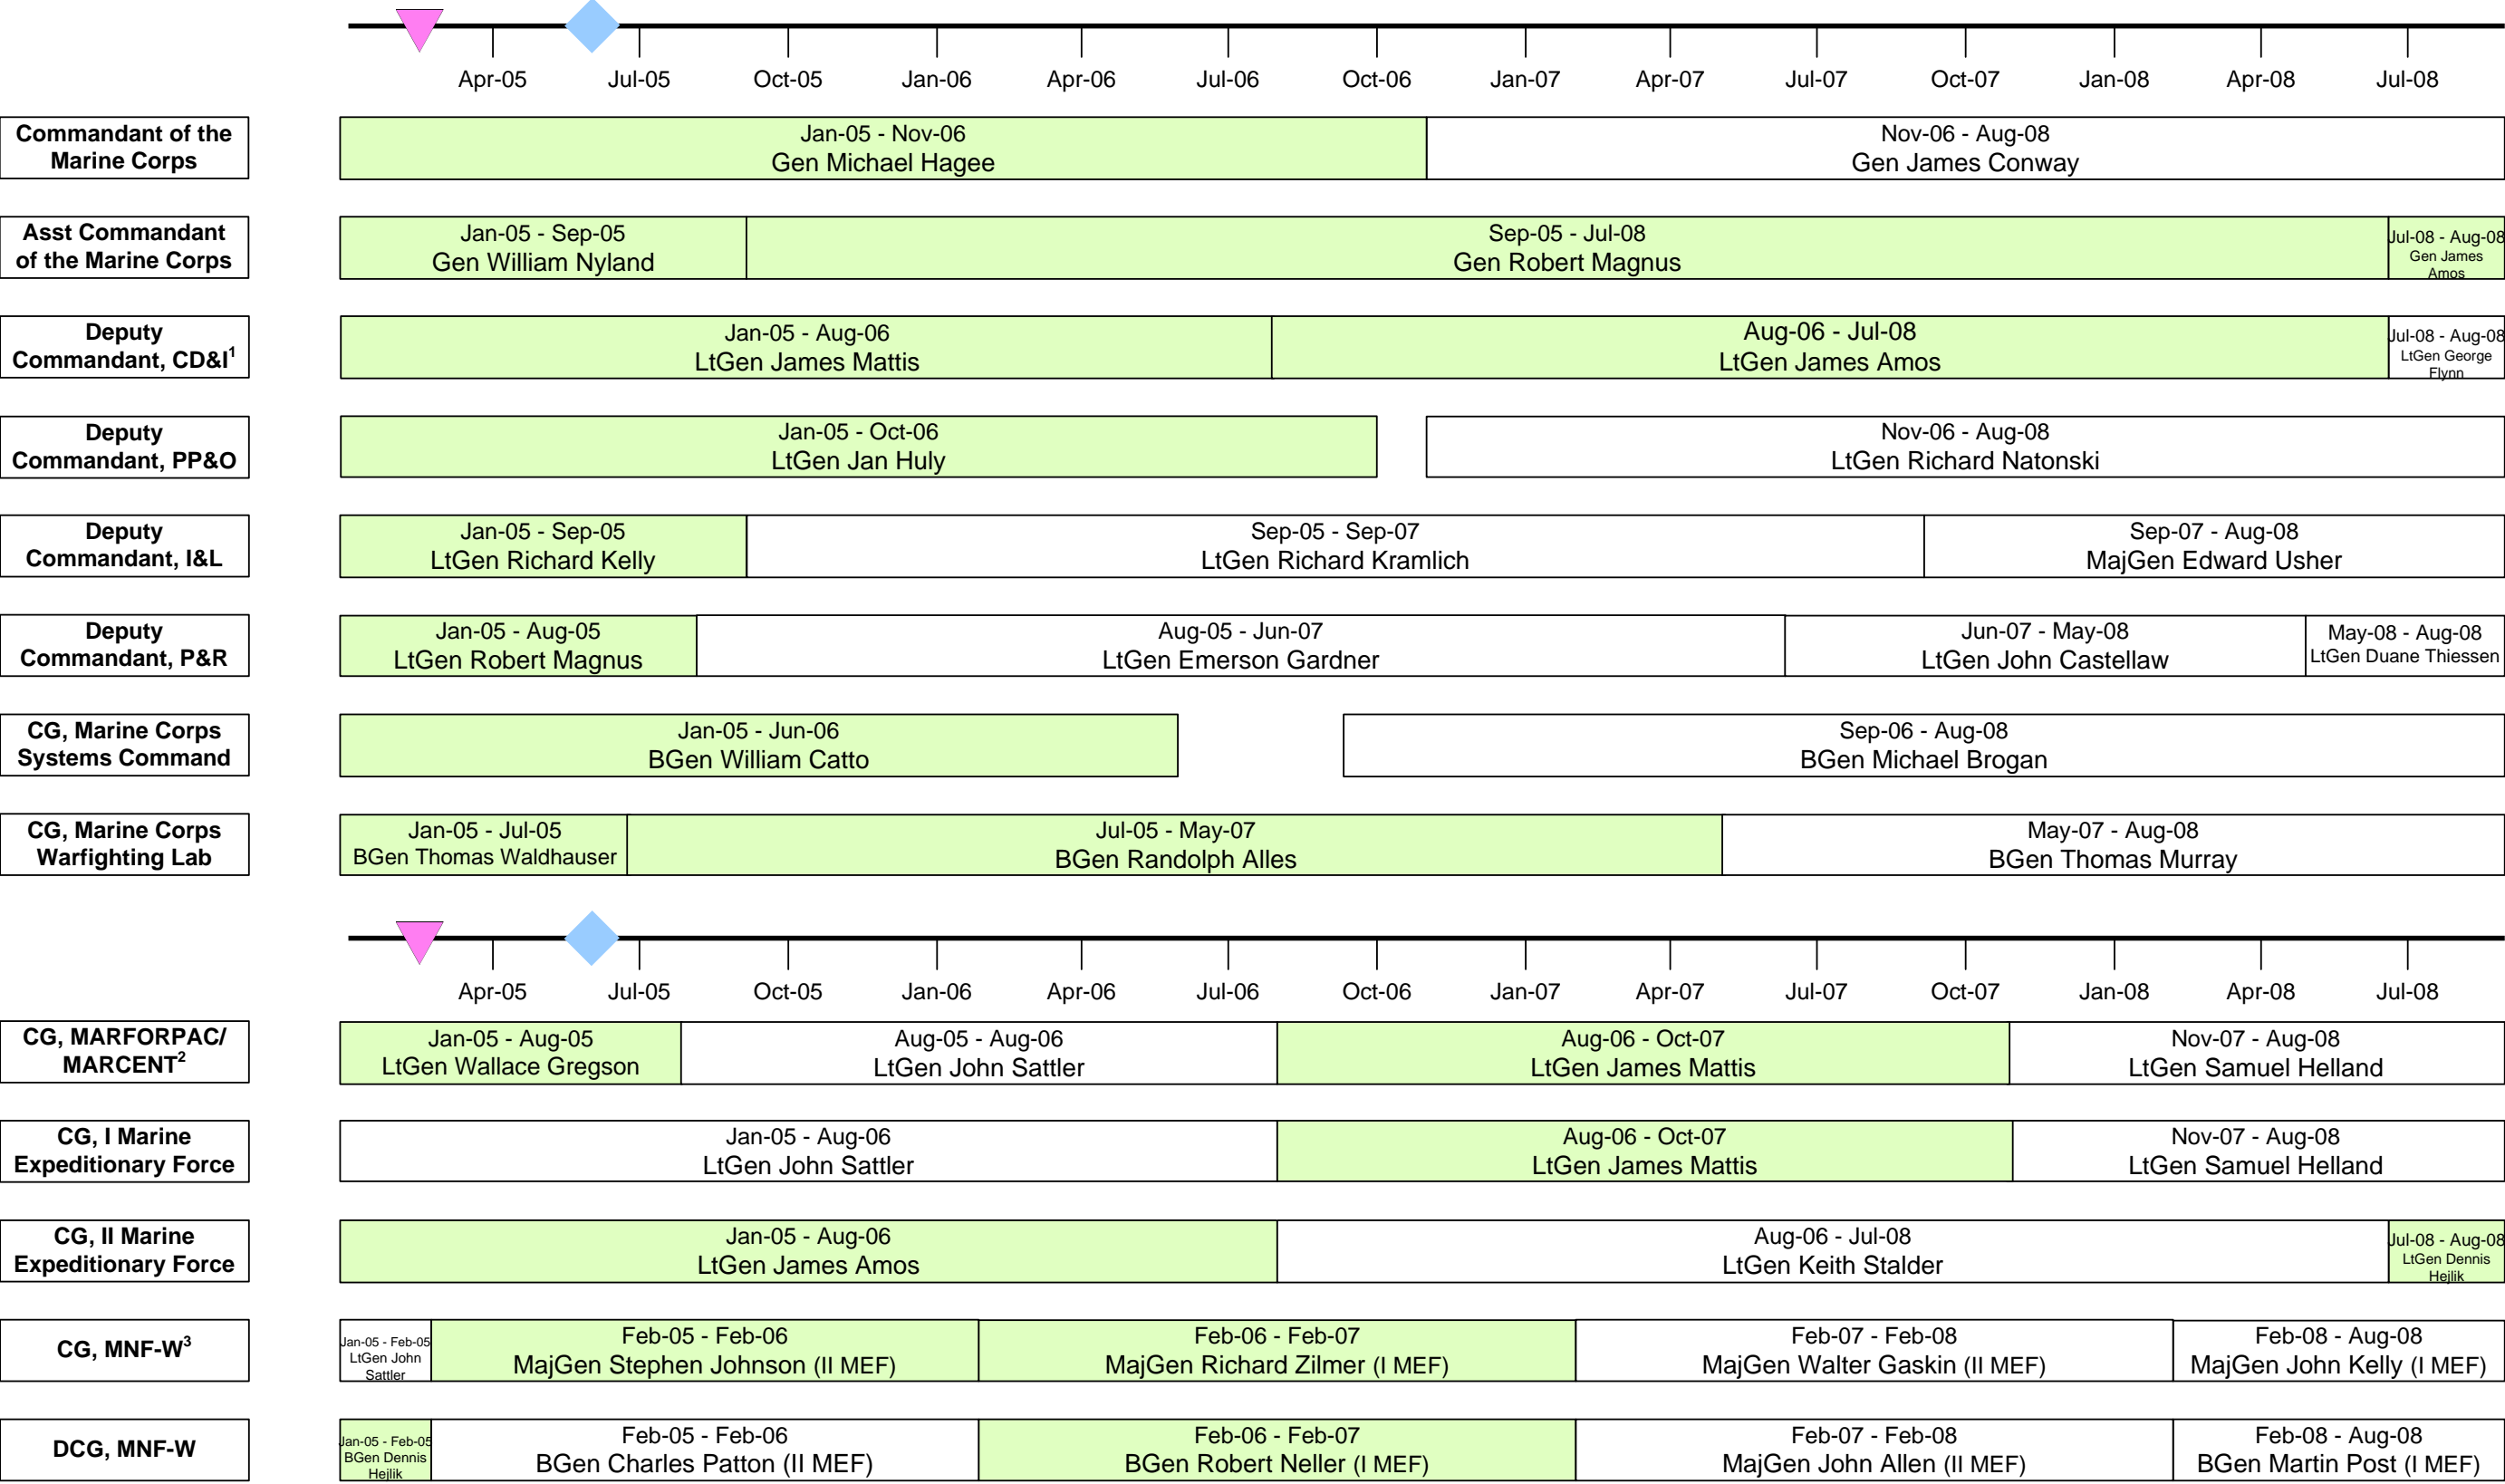 Apr-05 Jul-05 Oct-05 Jan-06 Apr-06 Jul-06 Oct-06 Jan-07 Apr-07 Jul-07 Oct-07 Jan-08 Apr-08 Jul-08
Commandant of the
Marine Corps
Jan-05 - Nov-06
Gen Michael Hagee
Nov-06 - Aug-08
Gen James Conway
Asst Commandant
of the Marine Corps
Jan-05 - Sep-05
Gen William Nyland
Sep-05 - Jul-08
Gen Robert Magnus
Jul-08 - Aug-08
Gen James
Amos
Deputy
Commandant, CD&I1
Jan-05 - Aug-06
LtGen James Mattis
Aug-06 - Jul-08
LtGen James Amos
Jul-08 - Aug-08
LtGen George
Flynn
Deputy
Commandant, PP&O
Jan-05 - Oct-06
LtGen Jan Huly
Nov-06 - Aug-08
LtGen Richard Natonski
Deputy
Commandant, I&L
Jan-05 - Sep-05
LtGen Richard Kelly
Sep-05 - Sep-07
LtGen Richard Kramlich
Sep-07 - Aug-08
MajGen Edward Usher
Deputy
Commandant, P&R
Jan-05 - Aug-05
LtGen Robert Magnus
Aug-05 - Jun-07
LtGen Emerson Gardner
Jun-07 - May-08
LtGen John Castellaw
May-08 - Aug-08
LtGen Duane Thiessen
CG, Marine Corps
Systems Command
Jan-05 - Jun-06
BGen William Catto
Sep-06 - Aug-08
BGen Michael Brogan
CG, Marine Corps
Warfighting Lab
Jan-05 - Jul-05
BGen Thomas Waldhauser
Jul-05 - May-07
BGen Randolph Alles
May-07 - Aug-08
BGen Thomas Murray
Apr-05 Jul-05 Oct-05 Jan-06 Apr-06 Jul-06 Oct-06 Jan-07 Apr-07 Jul-07 Oct-07 Jan-08 Apr-08 Jul-08
CG, MARFORPAC/
MARCENT2
Jan-05 - Aug-05
LtGen Wallace Gregson
Aug-05 - Aug-06
LtGen John Sattler
Aug-06 - Oct-07
LtGen James Mattis
Nov-07 - Aug-08
LtGen Samuel Helland
CG, I Marine
Expeditionary Force
Jan-05 - Aug-06
LtGen John Sattler
Aug-06 - Oct-07
LtGen James Mattis
Nov-07 - Aug-08
LtGen Samuel Helland
CG, II Marine
Expeditionary Force
Jan-05 - Aug-06
LtGen James Amos
Aug-06 - Jul-08
LtGen Keith Stalder
Jul-08 - Aug-08
LtGen Dennis
Hejlik
CG, MNF-W3
Jan-05 - Feb-05
LtGen John
Sattler
Feb-05 - Feb-06
MajGen Stephen Johnson (II MEF)
Feb-06 - Feb-07
MajGen Richard Zilmer (I MEF)
Feb-07 - Feb-08
MajGen Walter Gaskin (II MEF)
Feb-08 - Aug-08
MajGen John Kelly (I MEF)
DCG, MNF-W
Jan-05 - Feb-05
BGen Dennis
Hejlik
Feb-05 - Feb-06
BGen Charles Patton (II MEF)
Feb-06 - Feb-07
BGen Robert Neller (I MEF)
Feb-07 - Feb-08
MajGen John Allen (II MEF)
Feb-08 - Aug-08
BGen Martin Post (I MEF)